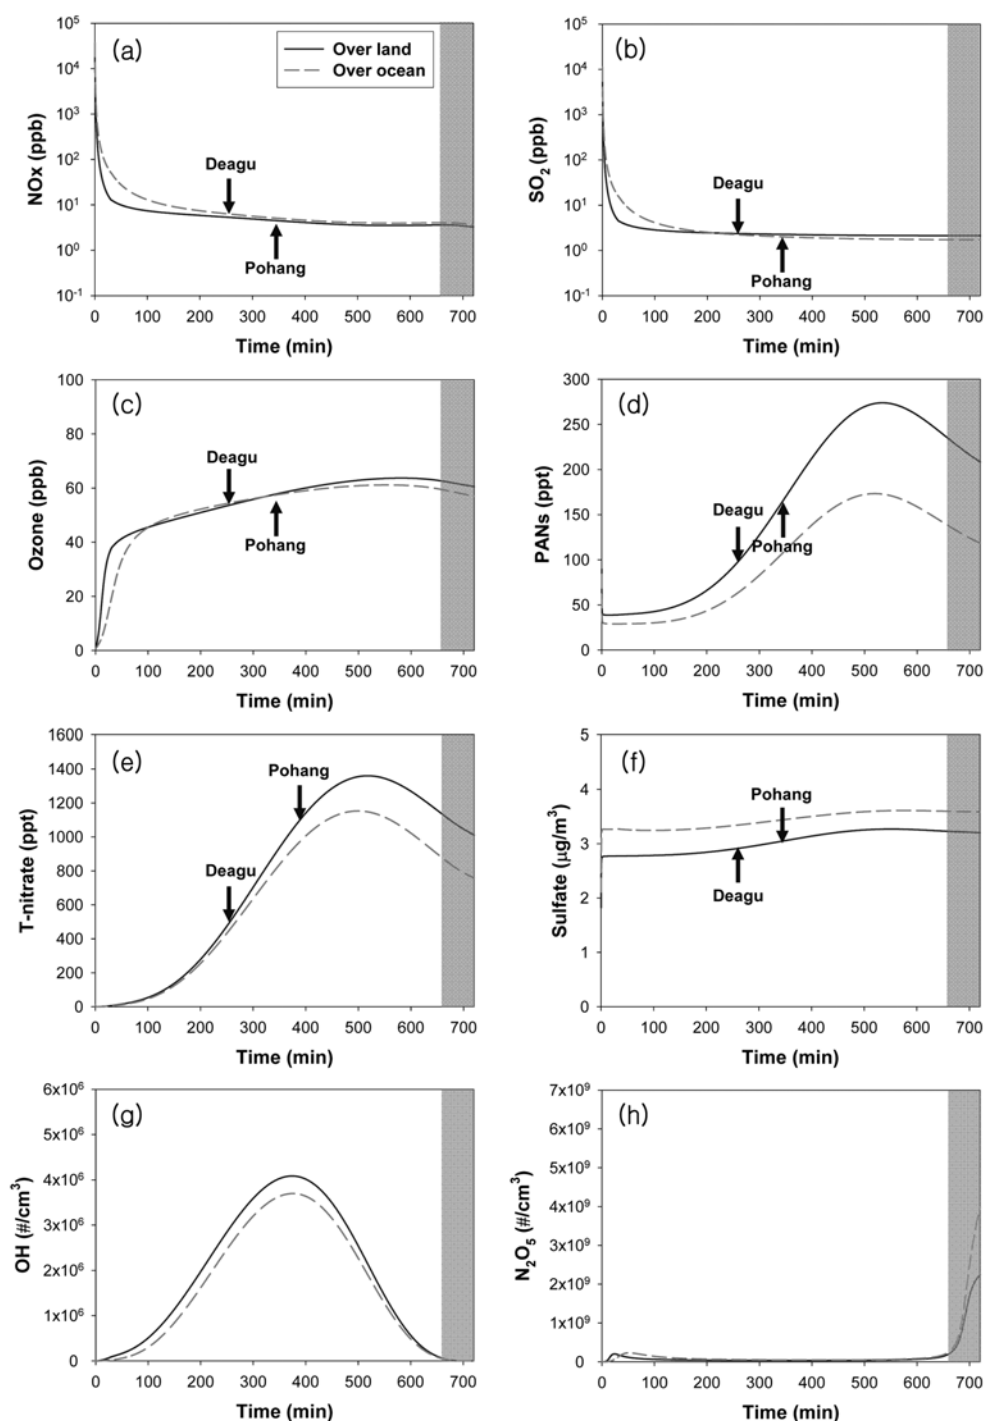 (a)
Over land
Over ocean
Deagu
Pohang
NOx (ppb)
10⁵
10⁴
10³
10²
10¹
10⁰
10⁻¹
0 100 200 300 400 500 600 700
Time (min)
(b)
Deagu
Pohang
SO₂ (ppb)
10⁵
10⁴
10³
10²
10¹
10⁰
10⁻¹
0 100 200 300 400 500 600 700
Time (min)
(c)
Deagu
Pohang
Ozone (ppb)
100
80
60
40
20
0
0 100 200 300 400 500 600 700
Time (min)
(d)
Deagu
Pohang
PANs (ppt)
300
250
200
150
100
50
0
0 100 200 300 400 500 600 700
Time (min)
(e)
Pohang
Deagu
T-nitrate (ppt)
1600
1400
1200
1000
800
600
400
200
0
0 100 200 300 400 500 600 700
Time (min)
(f)
Pohang
Deagu
Sulfate (μg/m³)
5
4
3
2
1
0
0 100 200 300 400 500 600 700
Time (min)
(g)
OH (#/cm³)
6x10⁶
5x10⁶
4x10⁶
3x10⁶
2x10⁶
1x10⁶
0
0 100 200 300 400 500 600 700
Time (min)
(h)
N₂O₅ (#/cm³)
7x10⁹
6x10⁹
5x10⁹
4x10⁹
3x10⁹
2x10⁹
1x10⁹
0
0 100 200 300 400 500 600 700
Time (min)